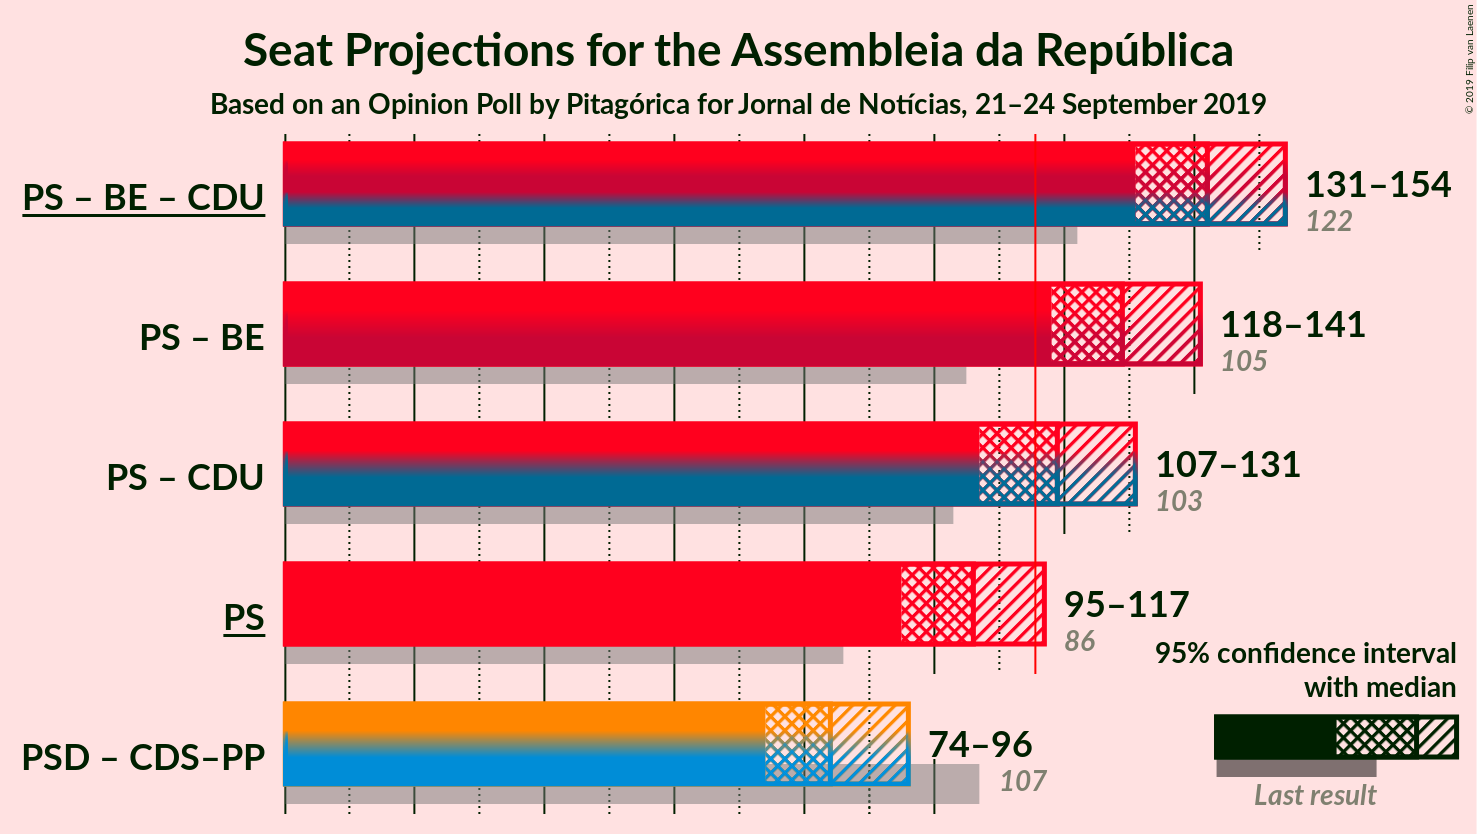 Seat Projections for the Assembleia da República
Based on an Opinion Poll by Pitagórica for Jornal de Notícias, 21–24 September 2019
© 2019 Filip van Laenen
PS – BE – CDU
131–154
122
PS – BE
118–141
105
PS – CDU
107–131
103
PS
95–117
86
PSD – CDS–PP
74–96
107
95% confidence interval
with median
Last result